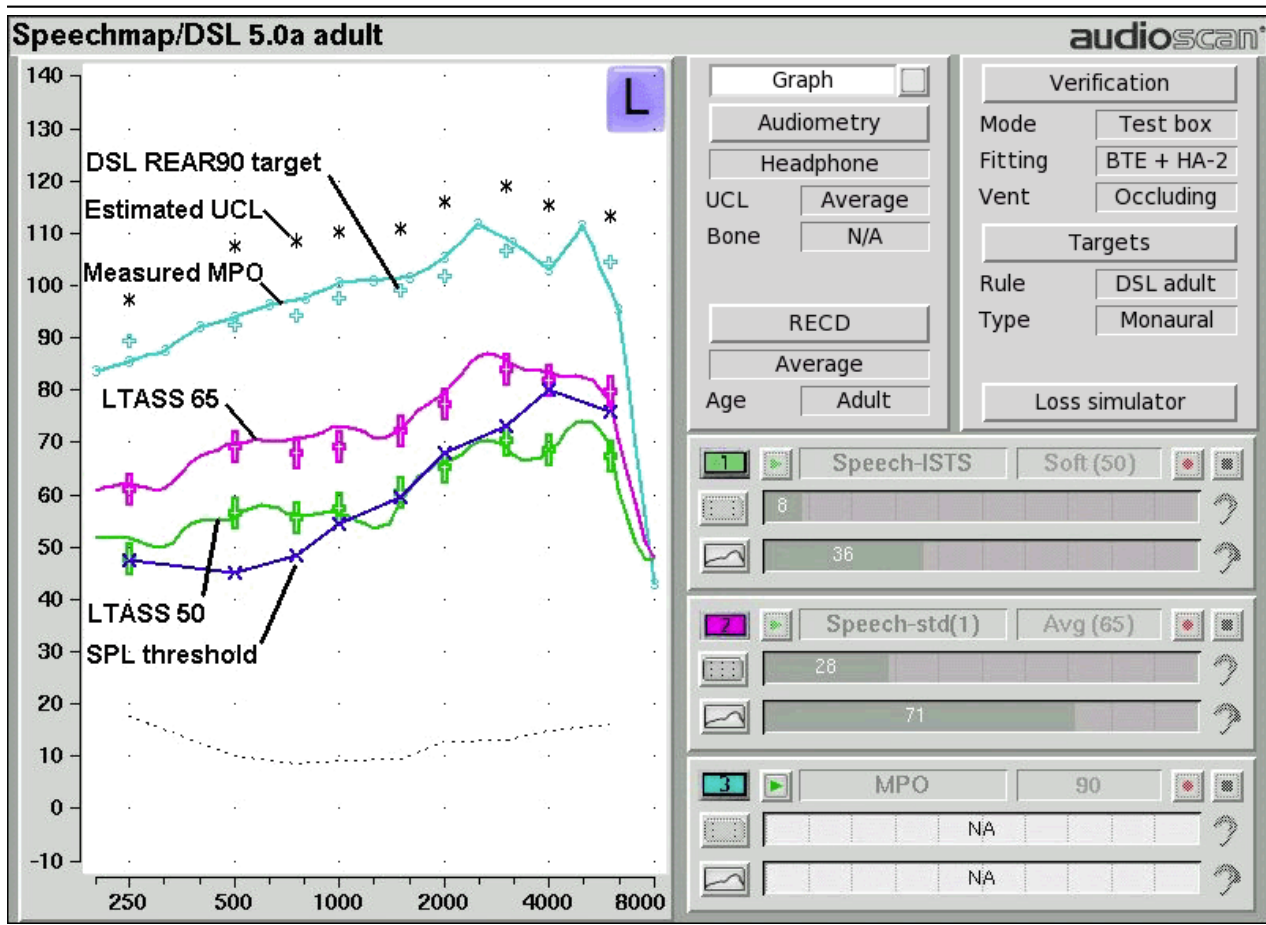 Speechmap/DSL 5.0a adult
audioscan
140
130
120
110
100
90
80
70
60
50
40
30
20
10
0
-10
250 500 1000 2000 4000 8000
L
DSL REAR90 target
Estimated UCL
Measured MPO
LTASS 65
LTASS 50
SPL threshold
Graph
Audiometry
Headphone
UCL Average
Bone N/A
RECD
Average
Age Adult
Verification
Mode Test box
Fitting BTE + HA-2
Vent Occluding
Targets
Rule DSL adult
Type Monaural
Loss simulator
1 Speech-ISTS Soft (50)
8
36
2 Speech-std(1) Avg (65)
28
71
3 MPO 90
NA
NA